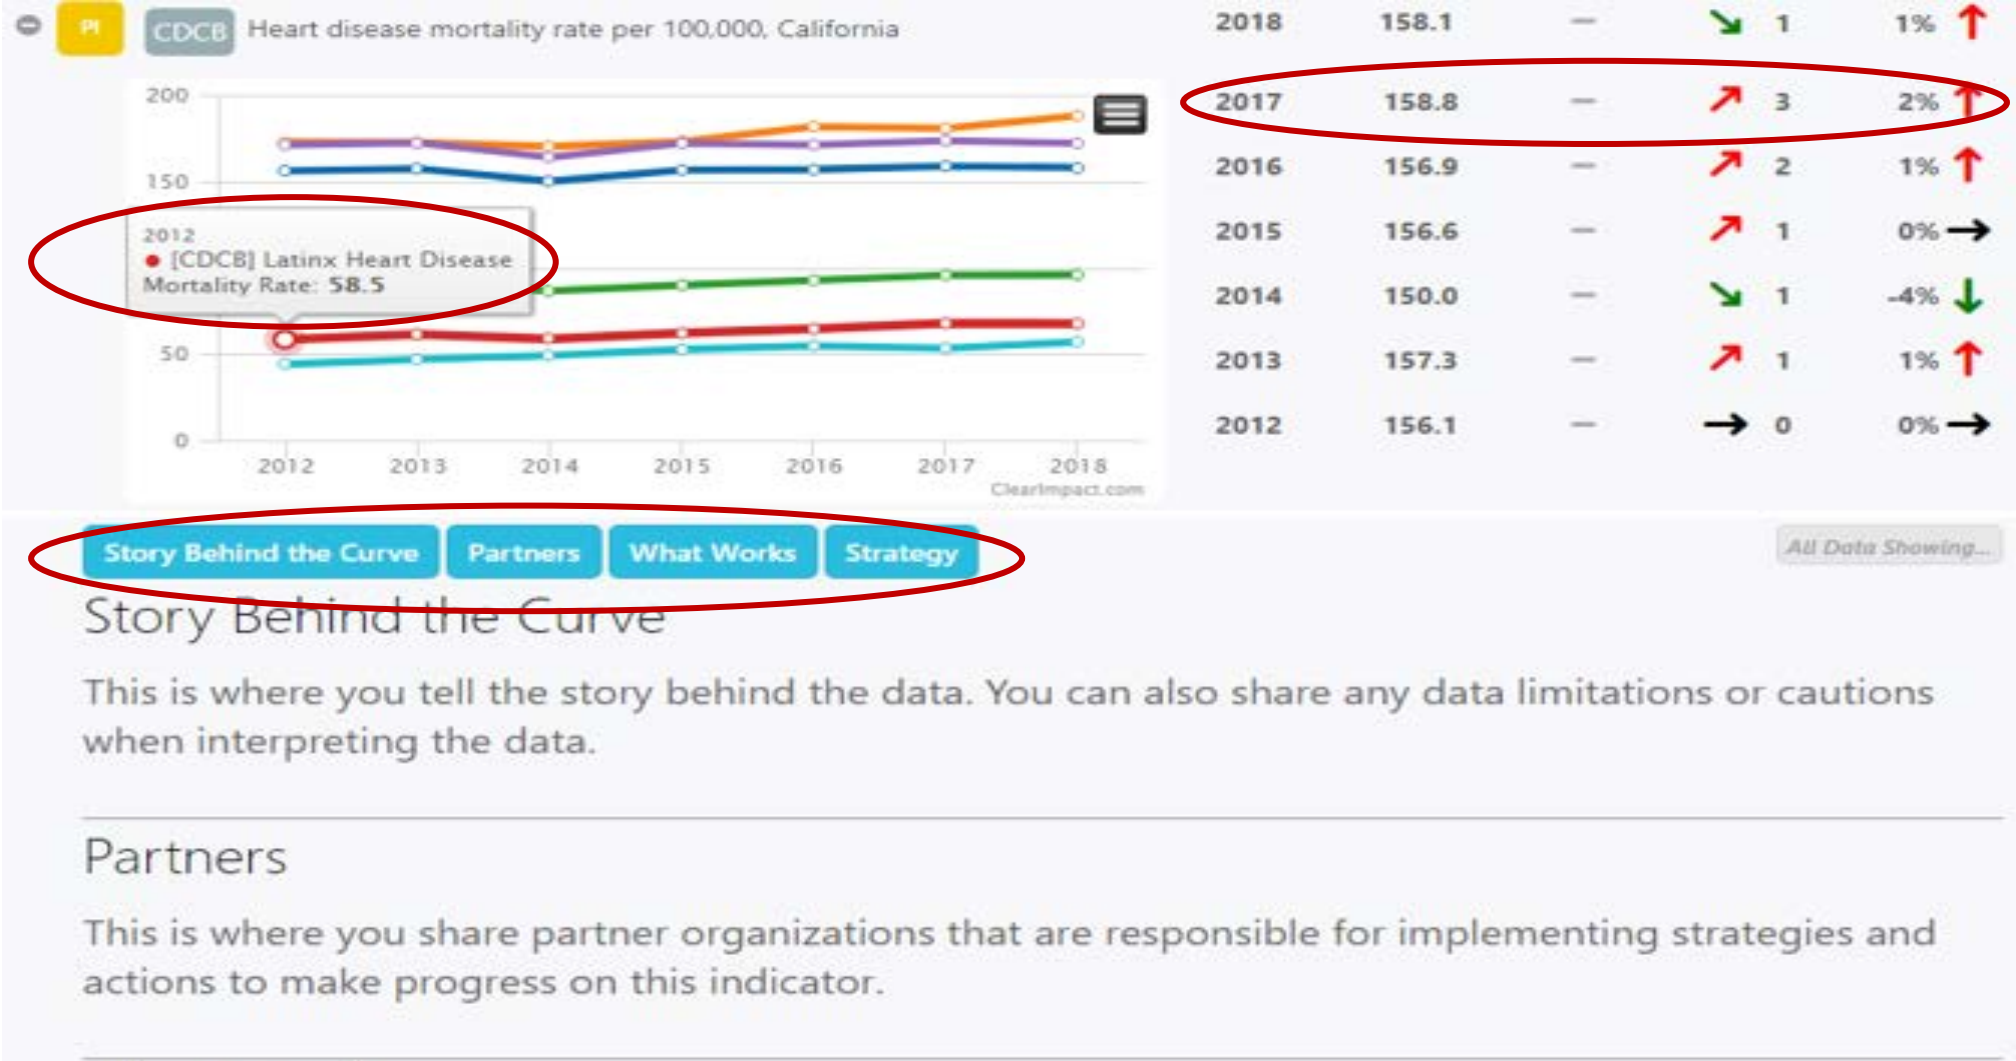 PI CDCB Heart disease mortality rate per 100,000, California
2018 158.1 — 1 1%
2017 158.8 — 3 2%
2016 156.9 — 2 1%
2015 156.6 — 1 0%
2014 150.0 — 1 -4%
2013 157.3 — 1 1%
2012 156.1 — 0 0%
200
150
50
0
2012
● [CDCB] Latinx Heart Disease
Mortality Rate: 58.5
2012 2013 2014 2015 2016 2017 2018
ClearImpact.com
Story Behind the Curve Partners What Works Strategy
All Data Showing...
Story Behind the Curve
This is where you tell the story behind the data. You can also share any data limitations or cautions
when interpreting the data.
Partners
This is where you share partner organizations that are responsible for implementing strategies and
actions to make progress on this indicator.